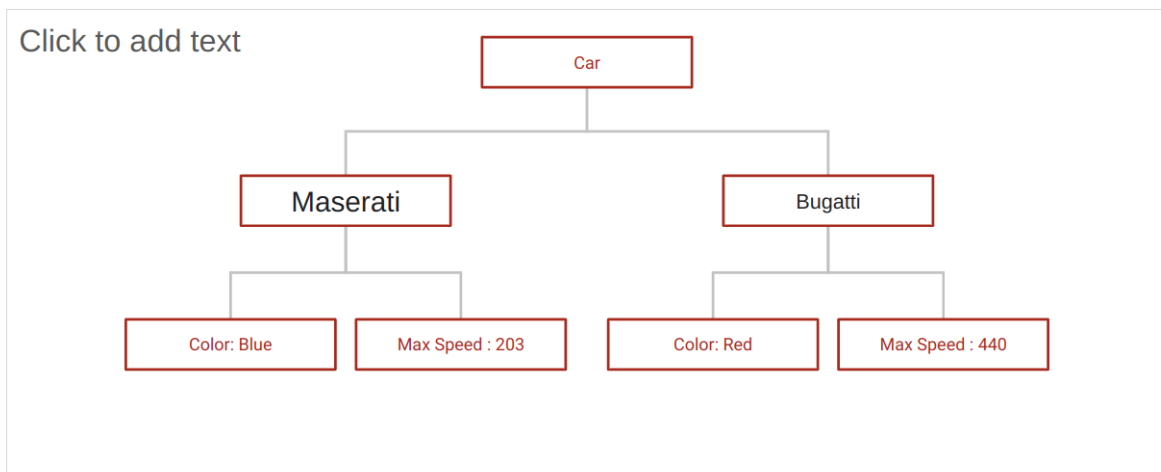 Click to add text
Car
Maserati
Bugatti
Color: Blue
Max Speed : 203
Color: Red
Max Speed : 440